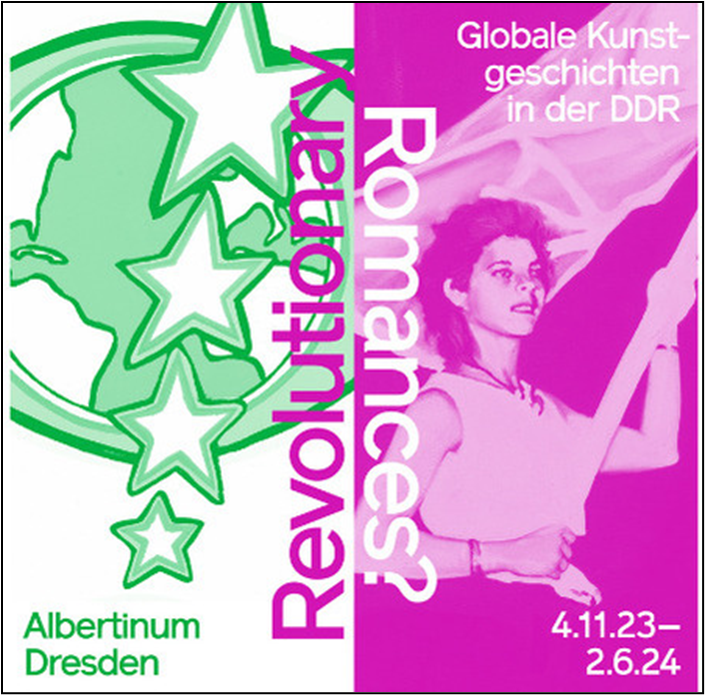 Revolutionary
Romances?
Globale Kunst-
geschichten
in der DDR
Albertinum
Dresden
4.11.23–
2.6.24